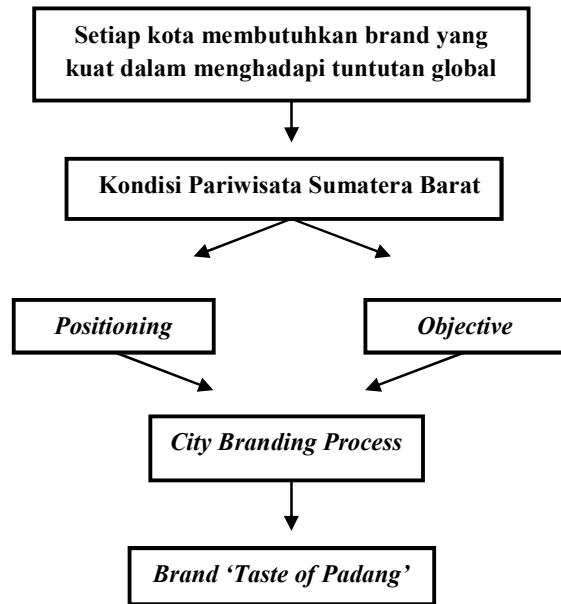 Setiap kota membutuhkan brand yang
kuat dalam menghadapi tuntutan global
Kondisi Pariwisata Sumatera Barat
Positioning
Objective
City Branding Process
Brand ‘Taste of Padang’